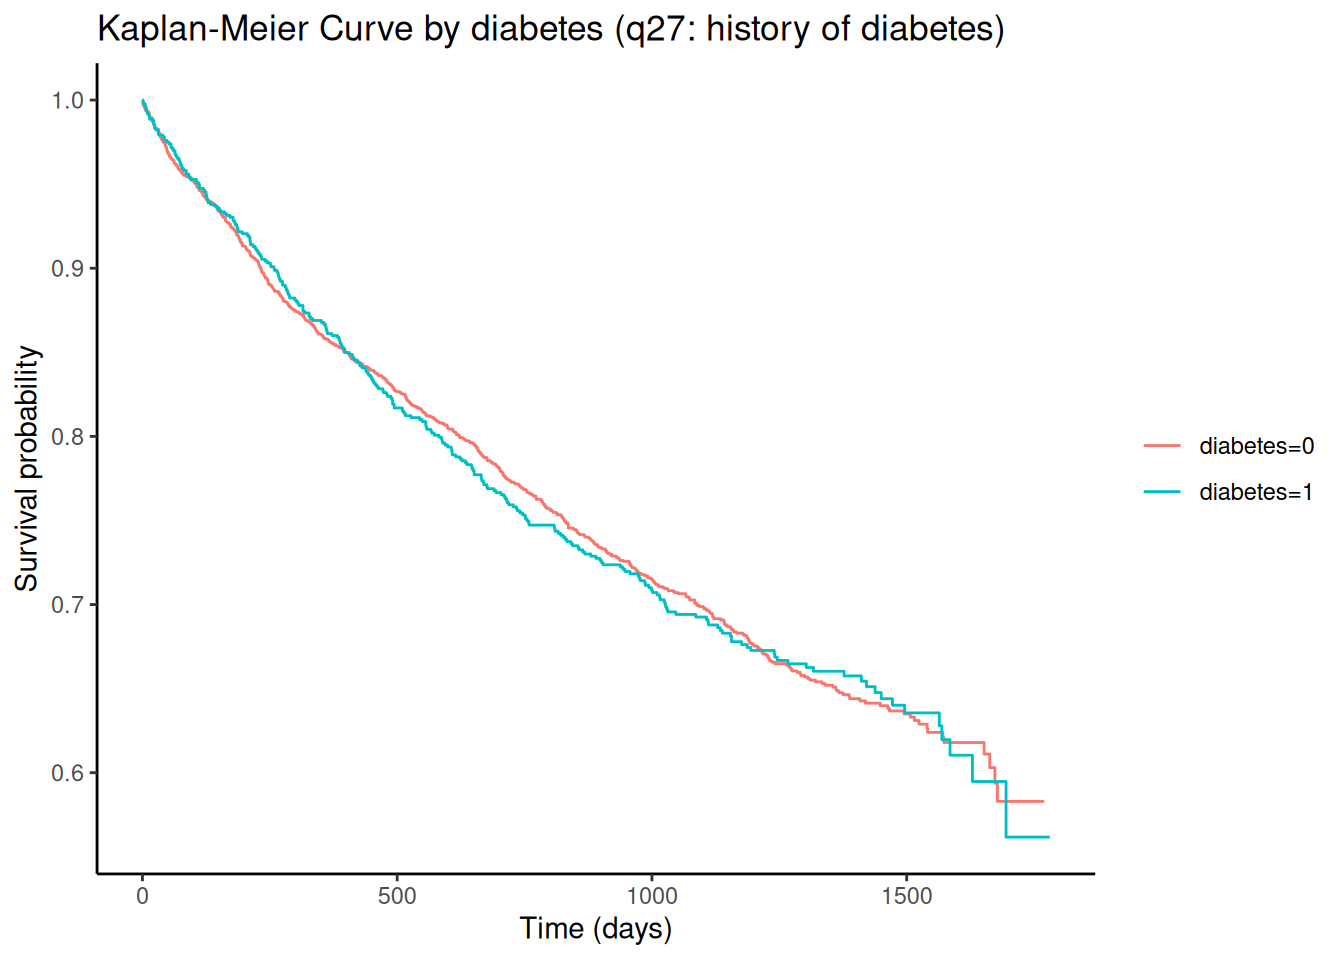 Kaplan-Meier Curve by diabetes (q27: history of diabetes)
1.0
0.9
0.8
0.7
0.6
Survival probability
0
500
1000
1500
Time (days)
diabetes=0
diabetes=1